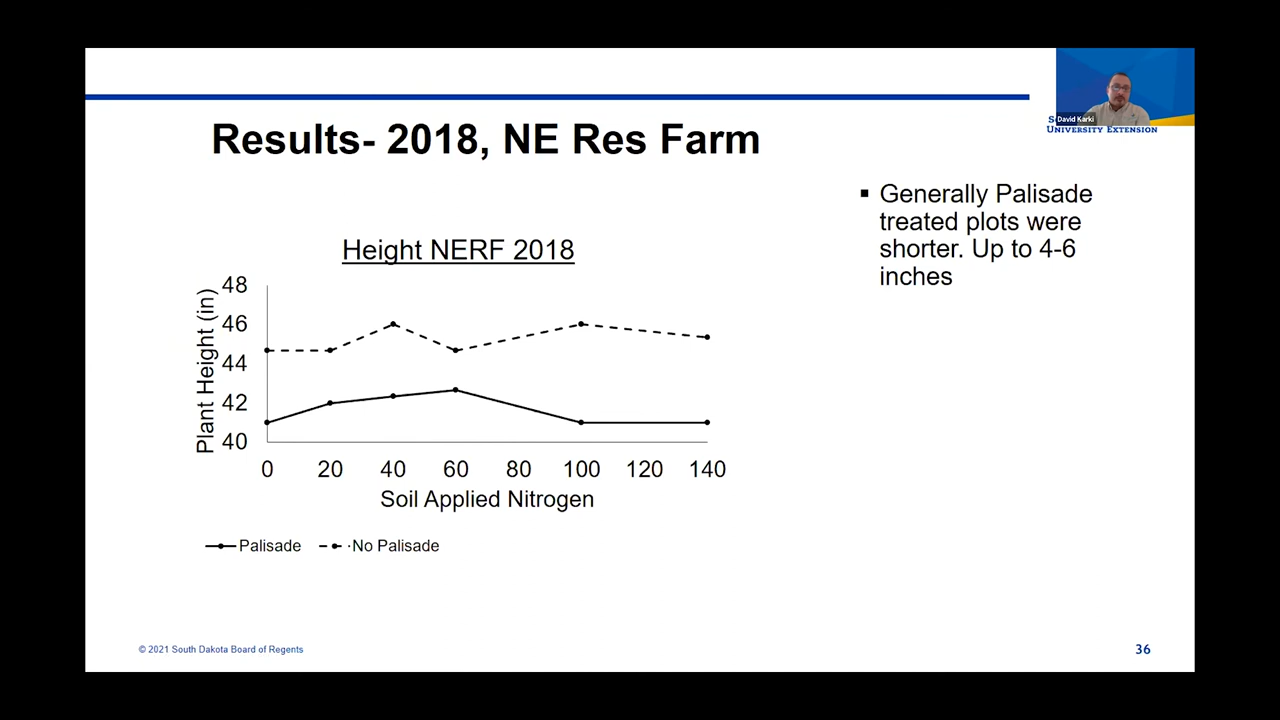 David Karki
UNIVERSITY EXTENSION
Results- 2018, NE Res Farm
Generally Palisade
treated plots were
shorter. Up to 4-6
inches
Height NERF 2018
Plant Height (in)
48
46
44
42
40
0 20 40 60 80 100 120 140
Soil Applied Nitrogen
Palisade No Palisade
© 2021 South Dakota Board of Regents
36